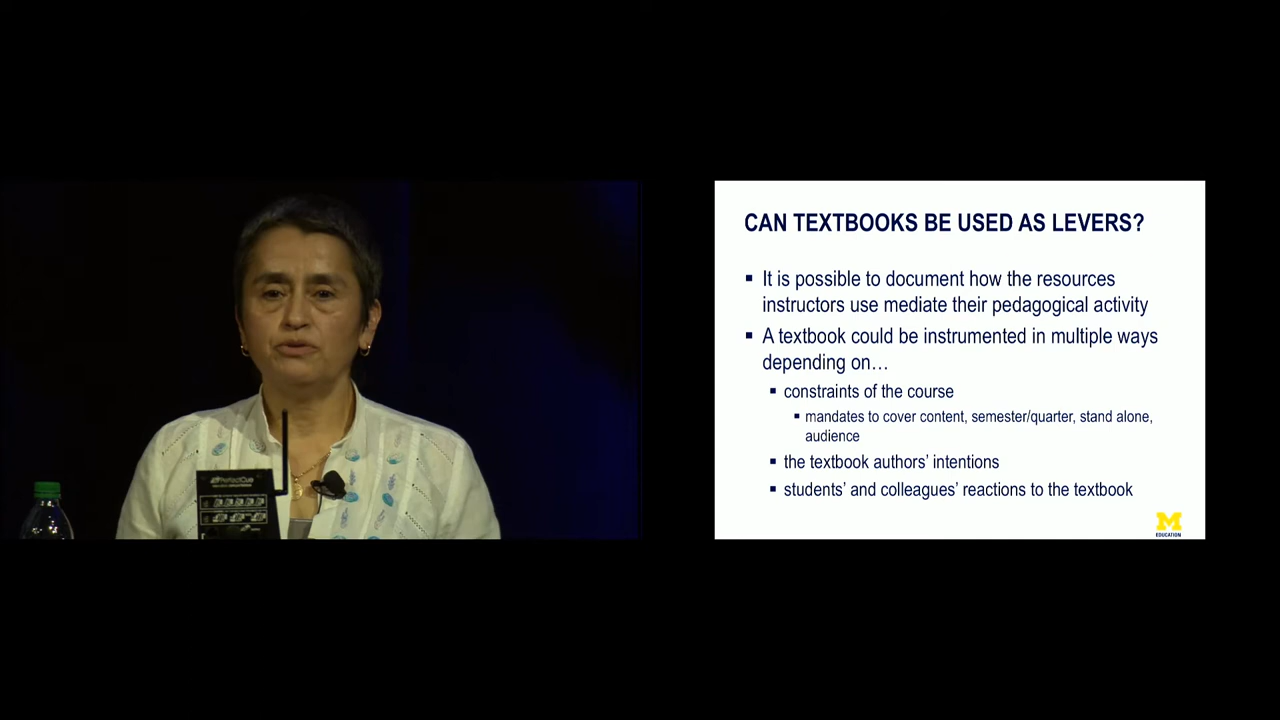 PerfectCue
CAN TEXTBOOKS BE USED AS LEVERS?
▪ It is possible to document how the resources
instructors use mediate their pedagogical activity
▪ A textbook could be instrumented in multiple ways
depending on…
▪ constraints of the course
▪ mandates to cover content, semester/quarter, stand alone,
audience
▪ the textbook authors’ intentions
▪ students’ and colleagues’ reactions to the textbook
M
EDUCATION